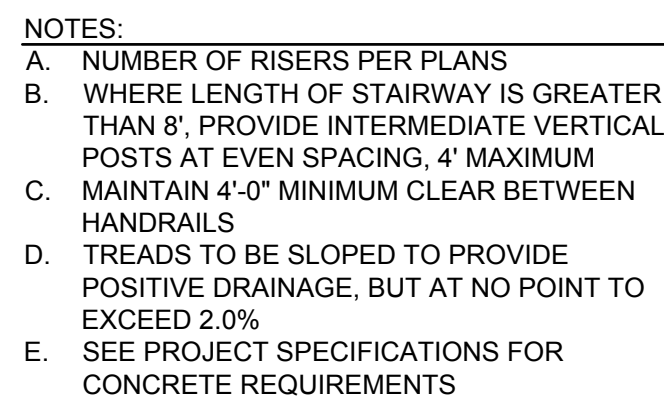 NOTES:
A. NUMBER OF RISERS PER PLANS
B. WHERE LENGTH OF STAIRWAY IS GREATER
THAN 8', PROVIDE INTERMEDIATE VERTICAL
POSTS AT EVEN SPACING, 4' MAXIMUM
C. MAINTAIN 4'-0" MINIMUM CLEAR BETWEEN
HANDRAILS
D. TREADS TO BE SLOPED TO PROVIDE
POSITIVE DRAINAGE, BUT AT NO POINT TO
EXCEED 2.0%
E. SEE PROJECT SPECIFICATIONS FOR
CONCRETE REQUIREMENTS